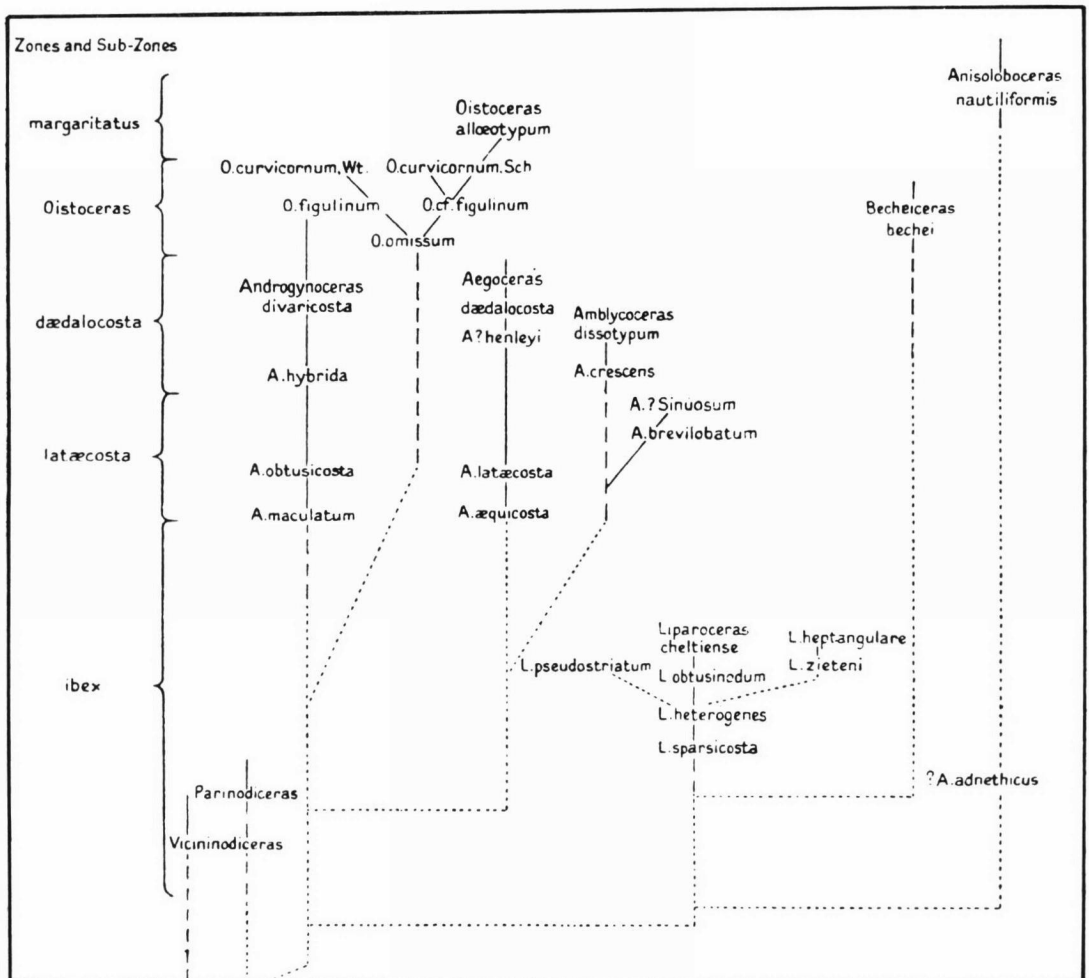 Zones and Sub-Zones
Anisoloboceras
nautiliformis
Oistoceras
allœotypum
margaritatus
O.curvicornum, Wt.
O.curvicornum, Sch
O.figulinum
O.cf.figulinum
Oistoceras
Becheiceras
bechei
O.omissum
Androgynoceras
divaricosta
Aegoceras
dædalocosta
Amblycoceras
dissotypum
dædalocosta
A?henleyi
A.hybrida
A.crescens
A.?Sinuosum
A.brevilobatum
latæcosta
A.obtusicosta
A.latæcosta
A.maculatum
A.æquicosta
Liparoceras
cheltiense
L.heptangulare
L.pseudostriatum
L.obtusinodum
L.zieteni
ibex
L.heterogenes
L.sparsicosta
?A.adnethicus
Parinodiceras
Vicininodiceras